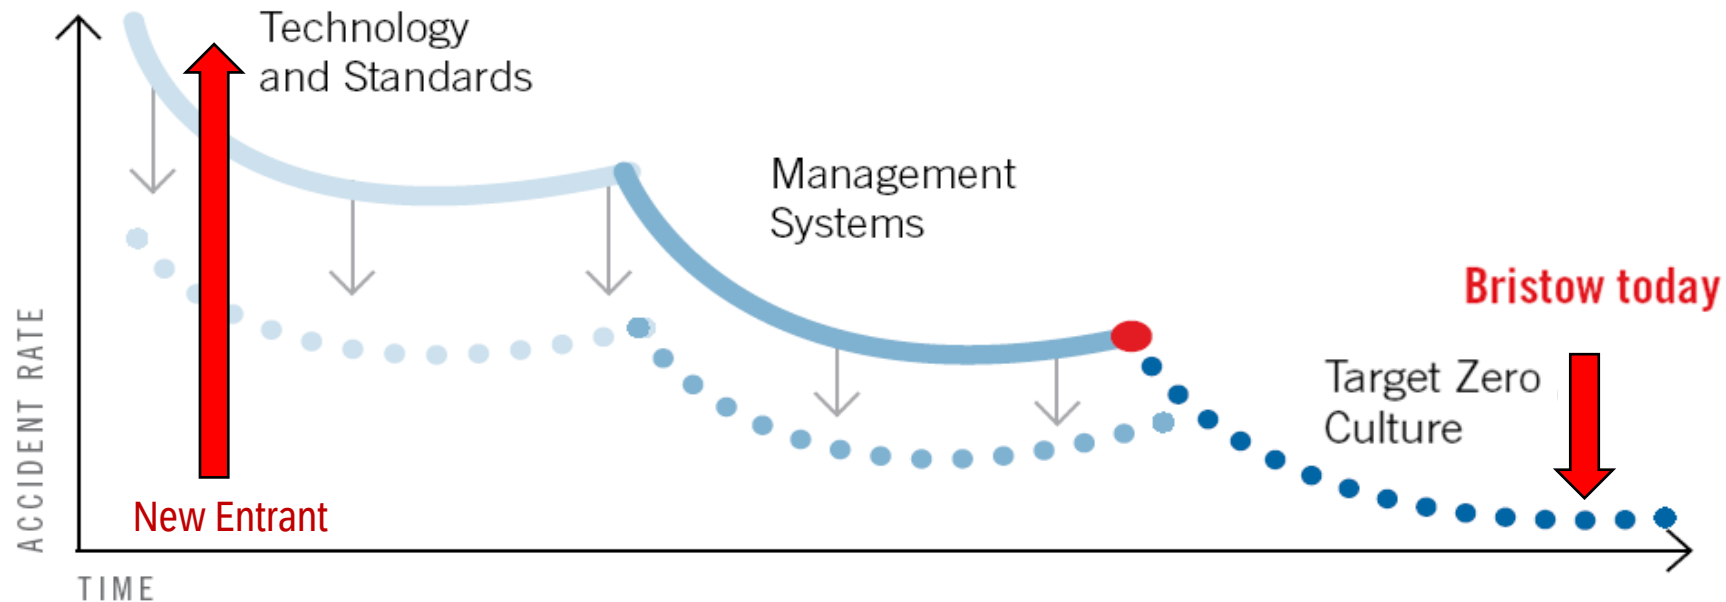 Technology
and Standards
Management
Systems
Bristow today
Target Zero
Culture
New Entrant
ACCIDENT RATE
TIME